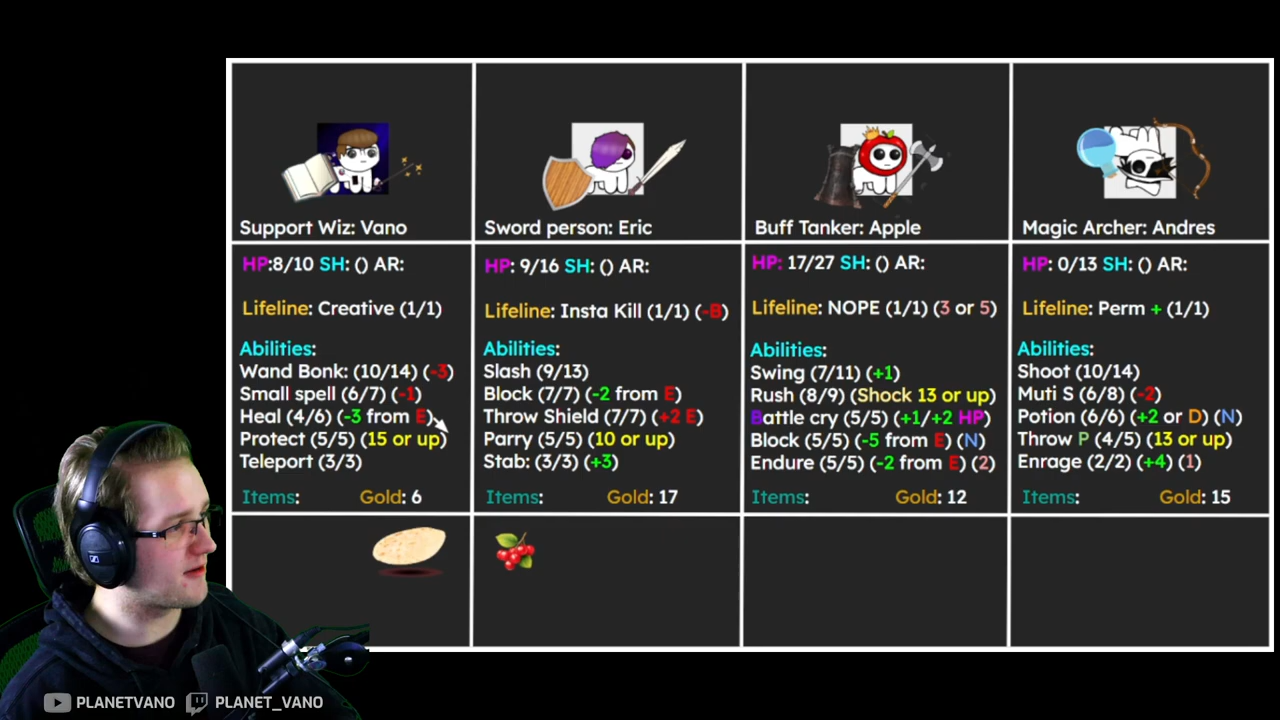 Support Wiz: Vano
HP:8/10 SH: () AR:
Lifeline: Creative (1/1)
Abilities:
Wand Bonk: (10/14) (-3)
Small spell (6/7) (-1)
Heal (4/6) (-3 from E)
Protect (5/5) (15 or up)
Teleport (3/3)
Items: Gold: 6
Sword person: Eric
HP: 9/16 SH: () AR:
Lifeline: Insta Kill (1/1) (-B)
Abilities:
Slash (9/13)
Block (7/7) (-2 from E)
Throw Shield (7/7) (+2 E)
Parry (5/5) (10 or up)
Stab: (3/3) (+3)
Items: Gold: 17
Buff Tanker: Apple
HP: 17/27 SH: () AR:
Lifeline: NOPE (1/1) (3 or 5)
Abilities:
Swing (7/11) (+1)
Rush (8/9) (Shock 13 or up)
Battle cry (5/5) (+1/+2 HP)
Block (5/5) (-5 from E) (N)
Endure (5/5) (-2 from E) (2)
Items: Gold: 12
Magic Archer: Andres
HP: 0/13 SH: () AR:
Lifeline: Perm + (1/1)
Abilities:
Shoot (10/14)
Muti S (6/8) (-2)
Potion (6/6) (+2 or D) (N)
Throw P (4/5) (13 or up)
Enrage (2/2) (+4) (1)
Items: Gold: 15
PLANETVANO PLANET_VANO